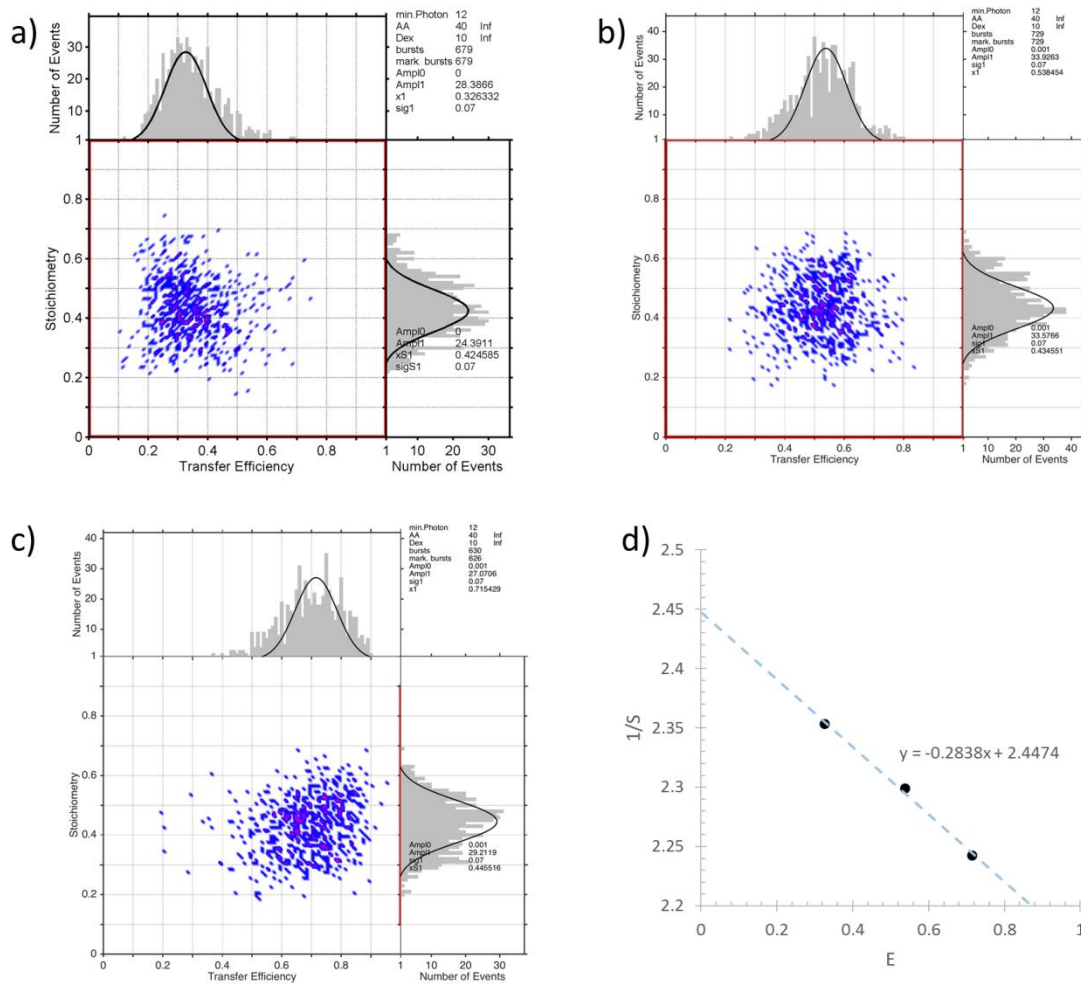 a)
min.Photon 12
AA 40 Inf
Dex 10 Inf
bursts 679
mark. bursts 679
Ampl0 0
Ampl1 28.3866
x1 0.326332
sig1 0.07
Number of Events
30
20
10
1
Stoichiometry
0.8
0.6
0.4
0.2
0
Ampl0 0
Ampl1 24.3911
xS1 0.424585
sigS1 0.07
0 0.2 0.4 0.6 0.8 1 10 20 30
Transfer Efficiency Number of Events
b)
min.Photon 12
AA 40 Inf
Dex 10 Inf
bursts 729
mark. bursts 729
Ampl0 0.001
Ampl1 33.9263
sig1 0.07
x1 0.538454
Number of Events
40
30
20
10
1
Stoichiometry
0.8
0.6
0.4
0.2
0
Ampl0 0.001
Ampl1 33.5766
sig1 0.07
xS1 0.434551
0 0.2 0.4 0.6 0.8 1 10 20 30 40
Transfer Efficiency Number of Events
c)
min.Photon 12
AA 40 Inf
Dex 10 Inf
bursts 630
mark. bursts 626
Ampl0 0.001
Ampl1 27.0706
sig1 0.07
x1 0.715429
Number of Events
40
30
20
10
1
Stoichiometry
0.8
0.6
0.4
0.2
0
Ampl0 0.001
Ampl1 29.2119
sig1 0.07
xS1 0.445516
0 0.2 0.4 0.6 0.8 1 10 20 30
Transfer Efficiency Number of Events
d)
2.5
2.45
2.4
2.35
2.3
2.25
2.2
1/S
y = -0.2838x + 2.4474
0 0.2 0.4 0.6 0.8 1
E